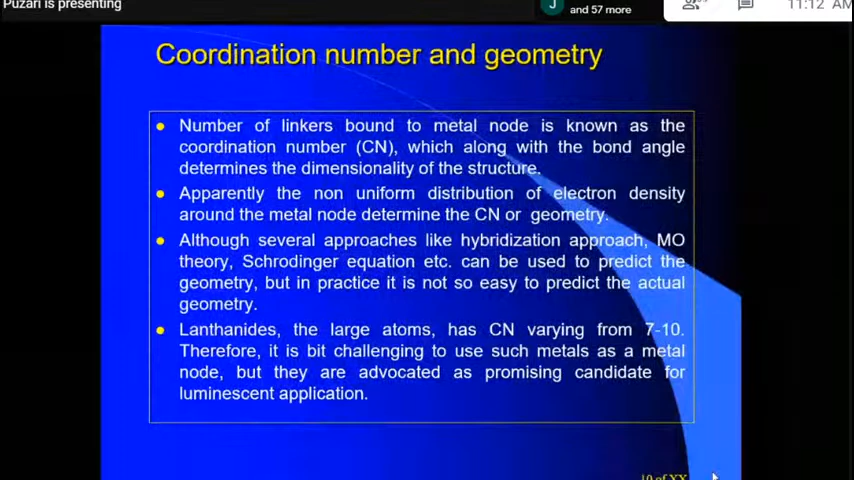 Puzari is presenting
J
and 57 more
11:12 AM
Coordination number and geometry
Number of linkers bound to metal node is known as the
coordination number (CN), which along with the bond angle
determines the dimensionality of the structure.
Apparently the non uniform distribution of electron density
around the metal node determine the CN or geometry.
Although several approaches like hybridization approach, MO
theory, Schrodinger equation etc. can be used to predict the
geometry, but in practice it is not so easy to predict the actual
geometry.
Lanthanides, the large atoms, has CN varying from 7-10.
Therefore, it is bit challenging to use such metals as a metal
node, but they are advocated as promising candidate for
luminescent application.
10 of XX